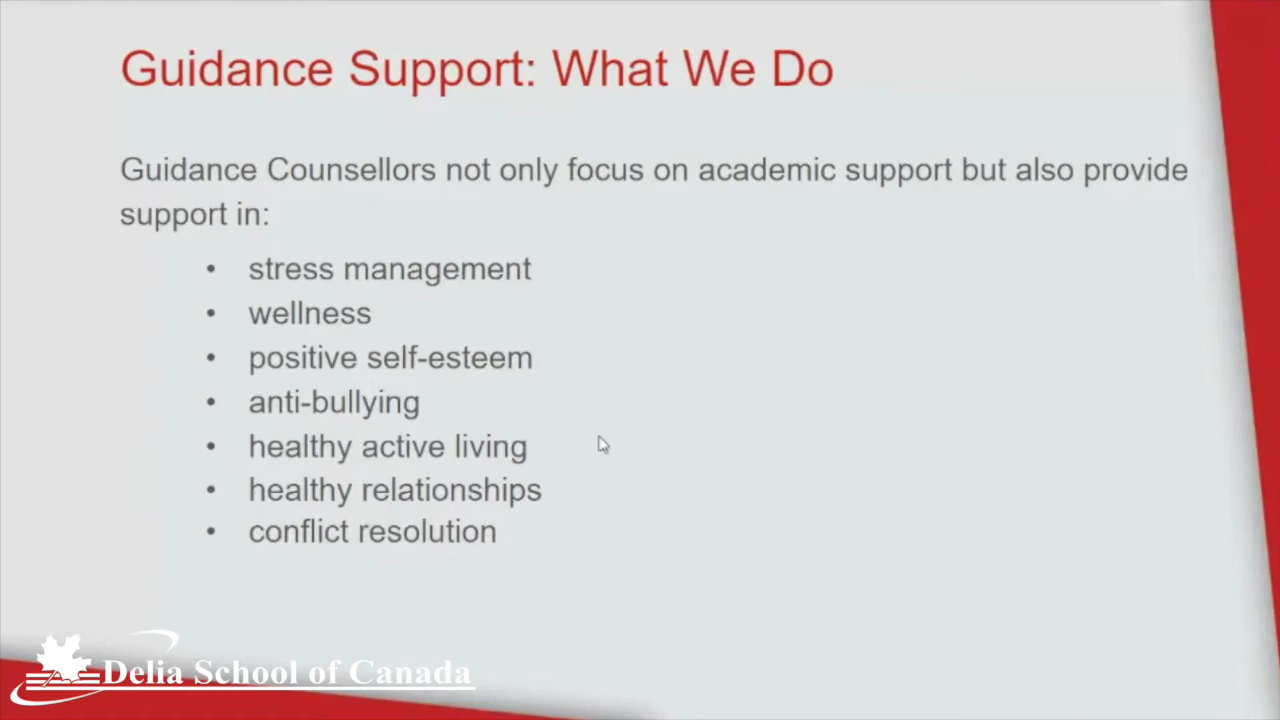 Guidance Support: What We Do
Guidance Counsellors not only focus on academic support but also provide
support in:
• stress management
• wellness
• positive self-esteem
• anti-bullying
• healthy active living
• healthy relationships
• conflict resolution
Delia School of Canada